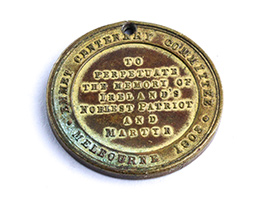 EMMET CENTENARY COMMITTEE
TO
PERPETUATE
THE MEMORY OF
IRELAND'S
NOBLEST PATRIOT
AND
MARTYR
MELBOURNE 1903